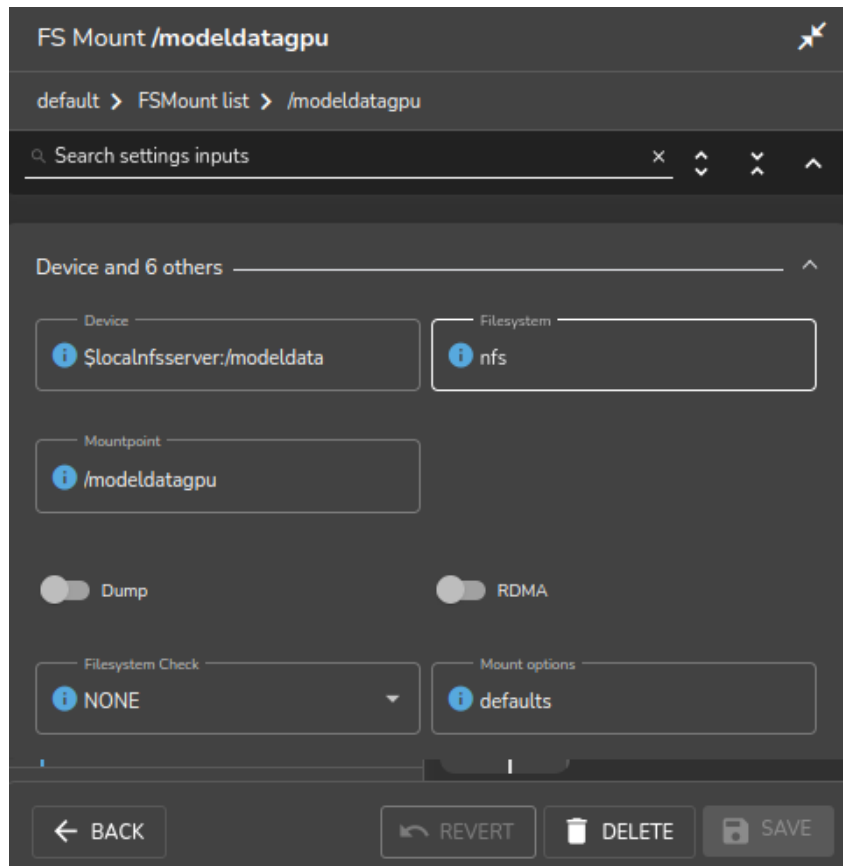 FS Mount /modeldatagpu
default > FSMount list > /modeldatagpu
Search settings inputs
Device and 6 others
Device
$localnfsserver:/modeldata
Filesystem
nfs
Mountpoint
/modeldatagpu
Dump
RDMA
Filesystem Check
NONE
Mount options
defaults
BACK
REVERT
DELETE
SAVE